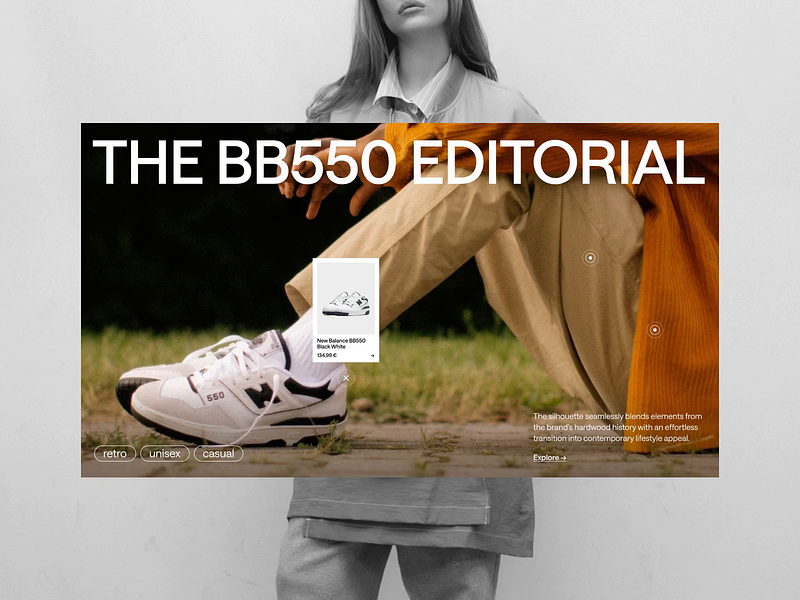 THE BB550 EDITORIAL
New Balance BB550
Black White
134,99 € →
550
N
The silhouette seamlessly blends elements from
the brand's hardwood history with an effortless
transition into contemporary lifestyle appeal.
Explore →
retro
unisex
casual